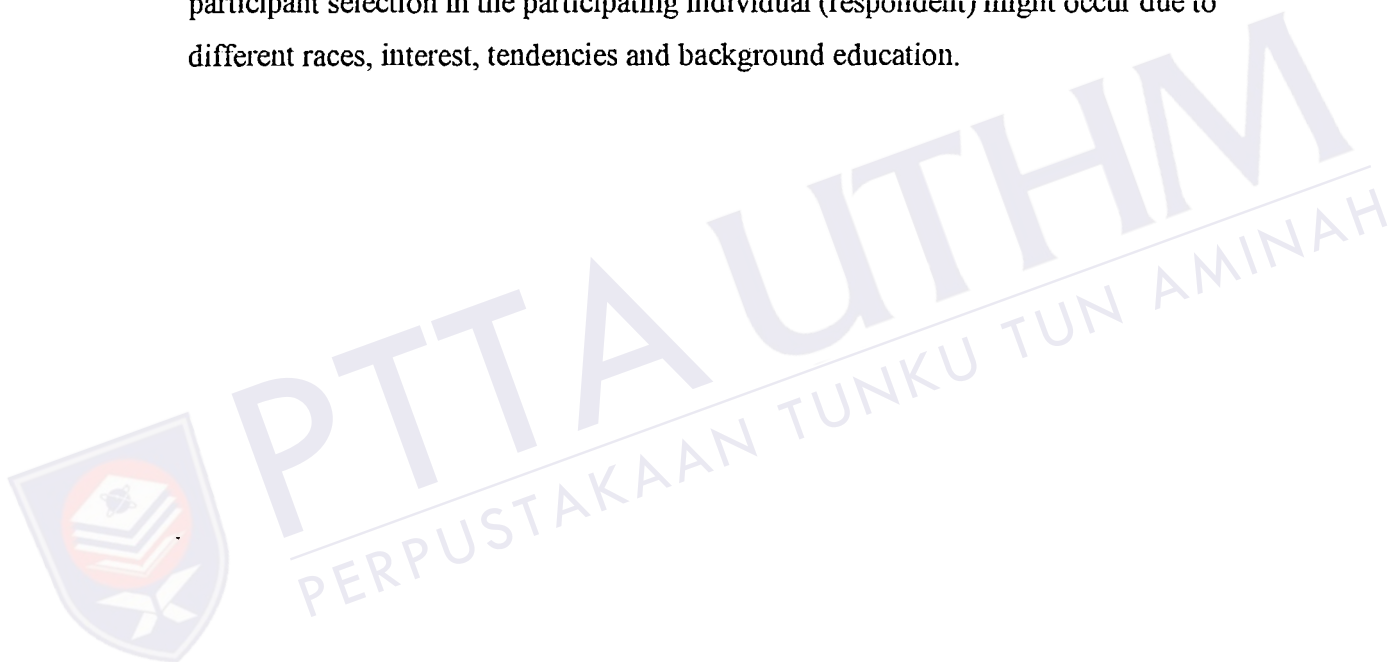 participant selection in the participating individual (respondent) might occur due to
different races, interest, tendencies and background education.
PTTA UTHM
PERPUSTAKAAN TUNKU TUN AMINAH